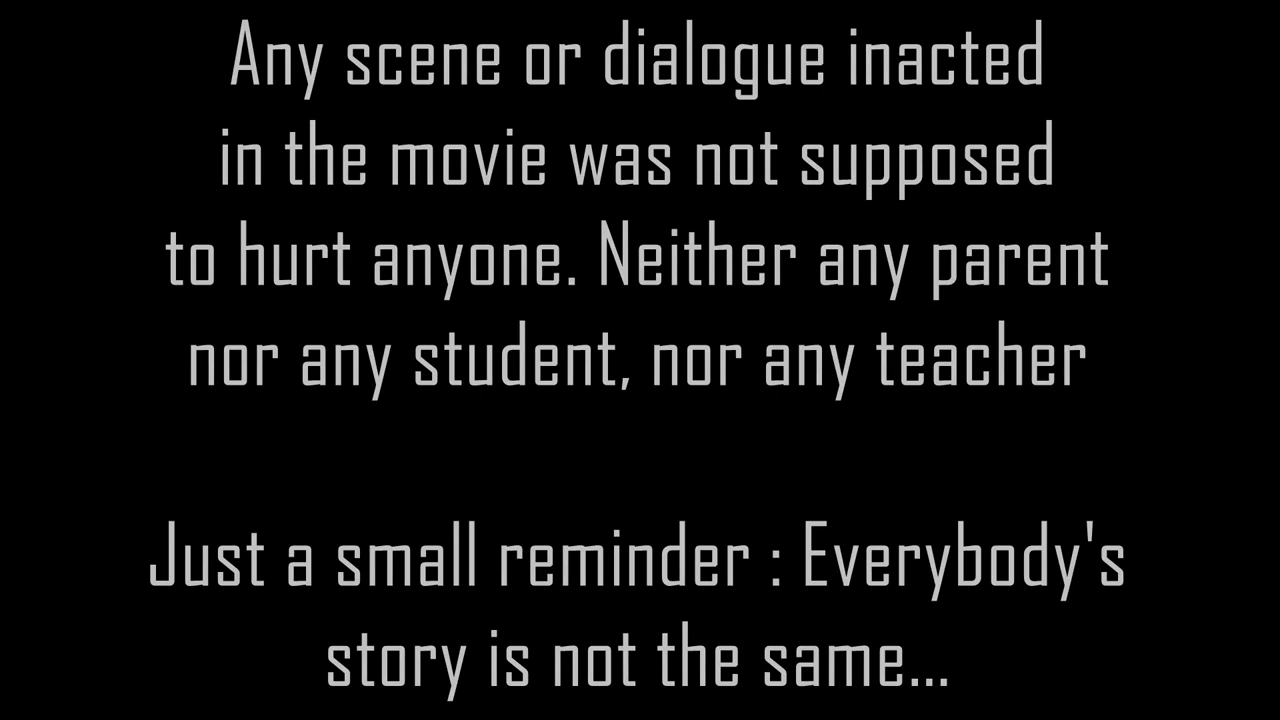 Any scene or dialogue inacted
in the movie was not supposed
to hurt anyone. Neither any parent
nor any student, nor any teacher
Just a small reminder : Everybody's
story is not the same...